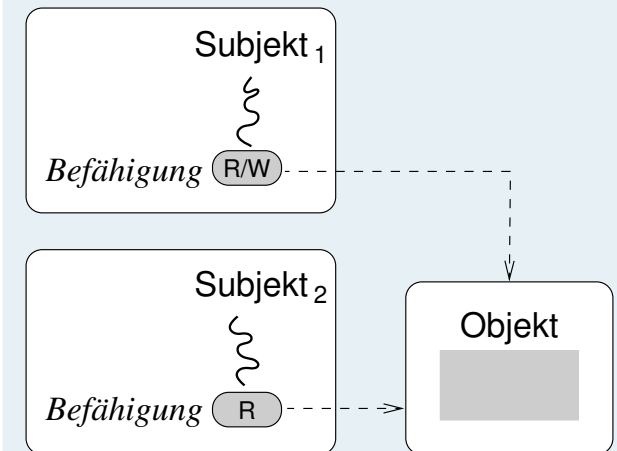 Subjekt 1
Befähigung R/W
Subjekt 2
Objekt
Befähigung R